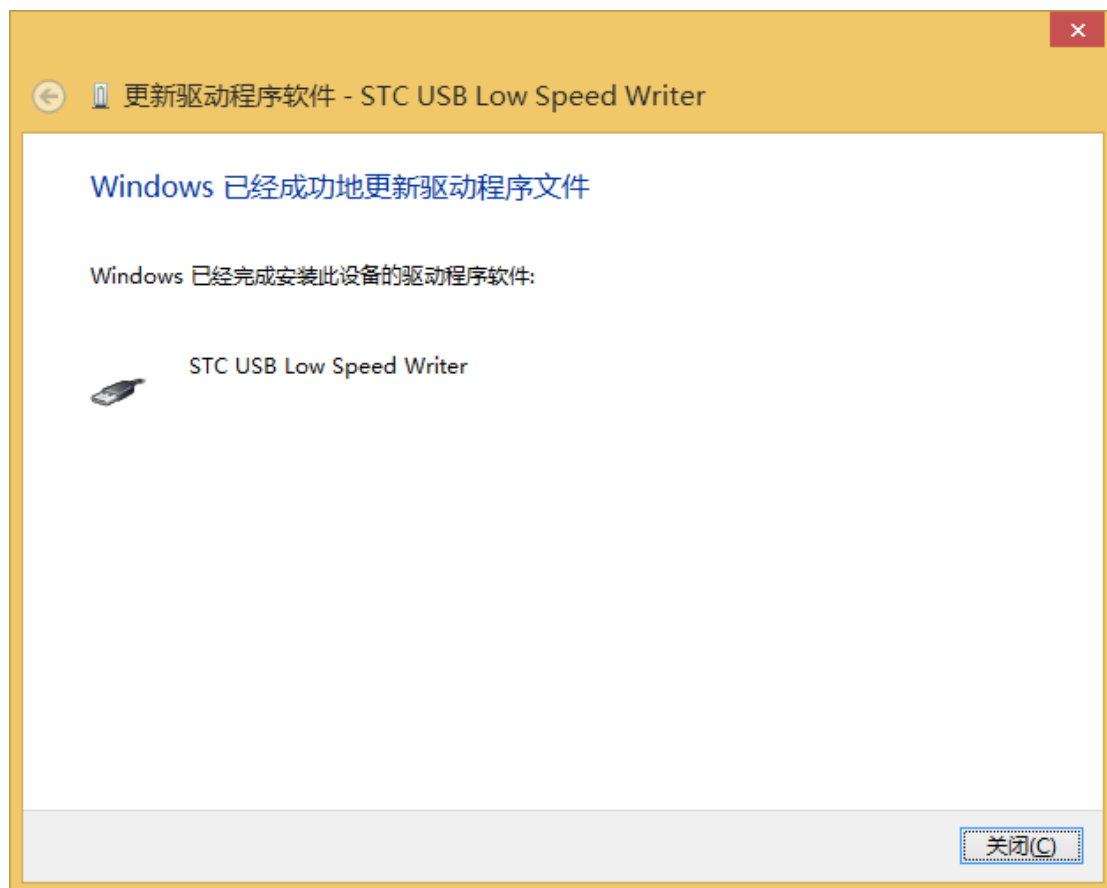 更新驱动程序软件 - STC USB Low Speed Writer
Windows 已经成功地更新驱动程序文件
Windows 已经完成安装此设备的驱动程序软件:
STC USB Low Speed Writer
关闭(C)